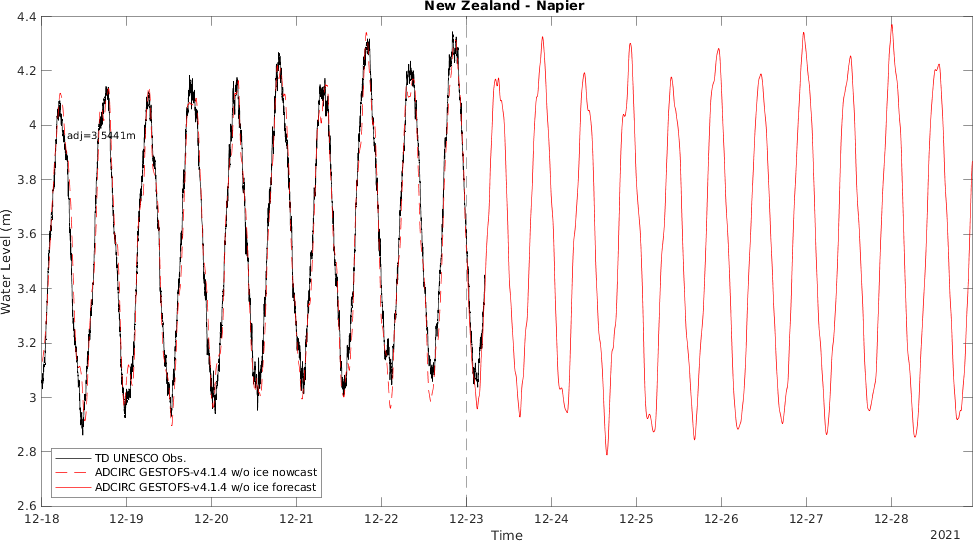 New Zealand - Napier
4.4
4.2
4
3.8
3.6
3.4
3.2
3
2.8
2.6
Water Level (m)
adj=3.5441m
TD UNESCO Obs.
ADCIRC GESTOFS-v4.1.4 w/o ice nowcast
ADCIRC GESTOFS-v4.1.4 w/o ice forecast
12-18 12-19 12-20 12-21 12-22 12-23 12-24 12-25 12-26 12-27 12-28
Time
2021